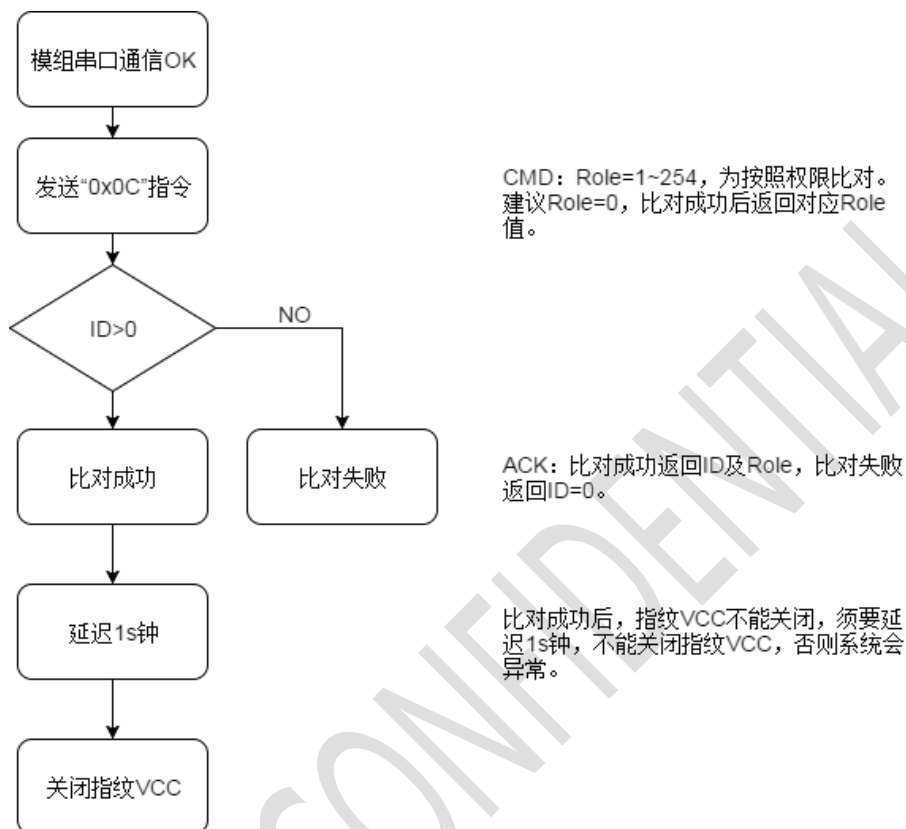 模组串口通信OK
发送“0x0C”指令
CMD：Role=1~254，为按照权限比对。
建议Role=0，比对成功后返回对应Role
值。
ID>0
NO
比对成功
比对失败
ACK：比对成功返回ID及Role，比对失败
返回ID=0。
延迟1s钟
比对成功后，指纹VCC不能关闭，须要延
迟1s钟，不能关闭指纹VCC，否则系统会
异常。
关闭指纹VCC
CONFIDENTIAL